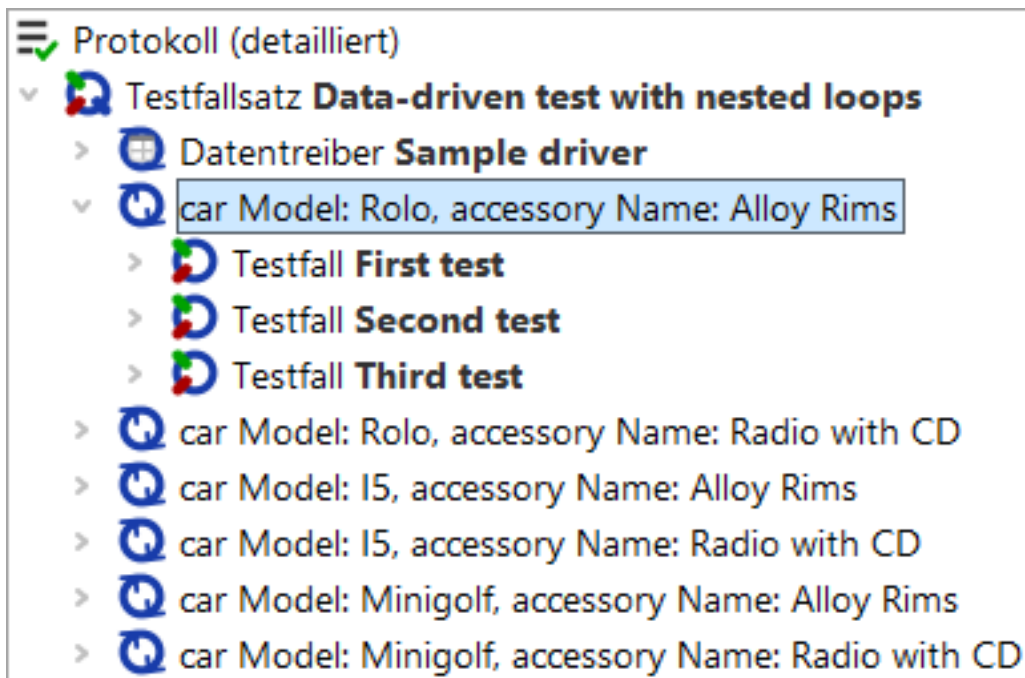 Protokoll (detailliert)
Testfallsatz Data-driven test with nested loops
Datentreiber Sample driver
car Model: Rolo, accessory Name: Alloy Rims
Testfall First test
Testfall Second test
Testfall Third test
car Model: Rolo, accessory Name: Radio with CD
car Model: I5, accessory Name: Alloy Rims
car Model: I5, accessory Name: Radio with CD
car Model: Minigolf, accessory Name: Alloy Rims
car Model: Minigolf, accessory Name: Radio with CD